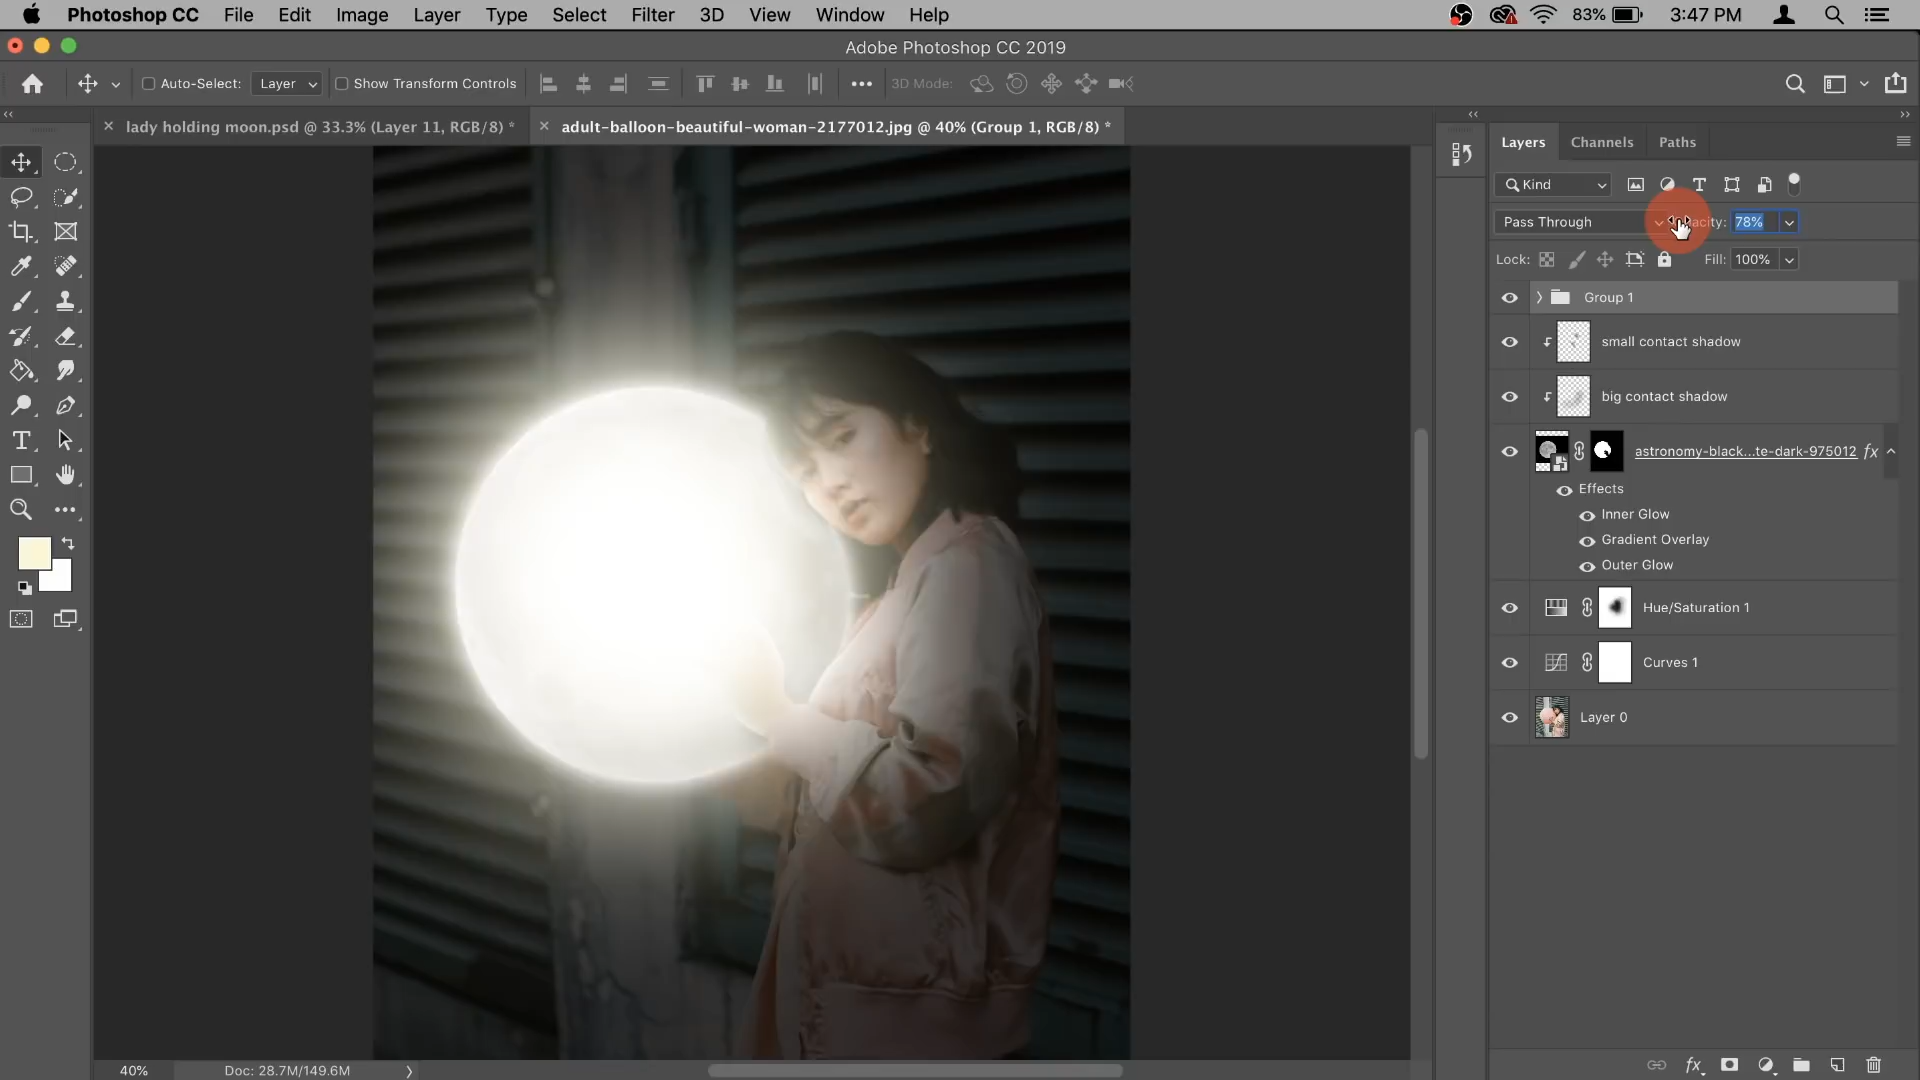 Photoshop CC File Edit Image Layer Type Select Filter 3D View Window Help 83% 3:47 PM
Adobe Photoshop CC 2019
Auto-Select: Layer Show Transform Controls 3D Mode:
lady holding moon.psd @ 33.3% (Layer 11, RGB/8) *
adult-balloon-beautiful-woman-2177012.jpg @ 40% (Group 1, RGB/8) *
Layers Channels Paths
Kind
Pass Through acity: 78%
Lock: Fill: 100%
Group 1
small contact shadow
big contact shadow
astronomy-black...te-dark-975012 fx
Effects
Inner Glow
Gradient Overlay
Outer Glow
Hue/Saturation 1
Curves 1
Layer 0
40% Doc: 28.7M/149.6M
fx